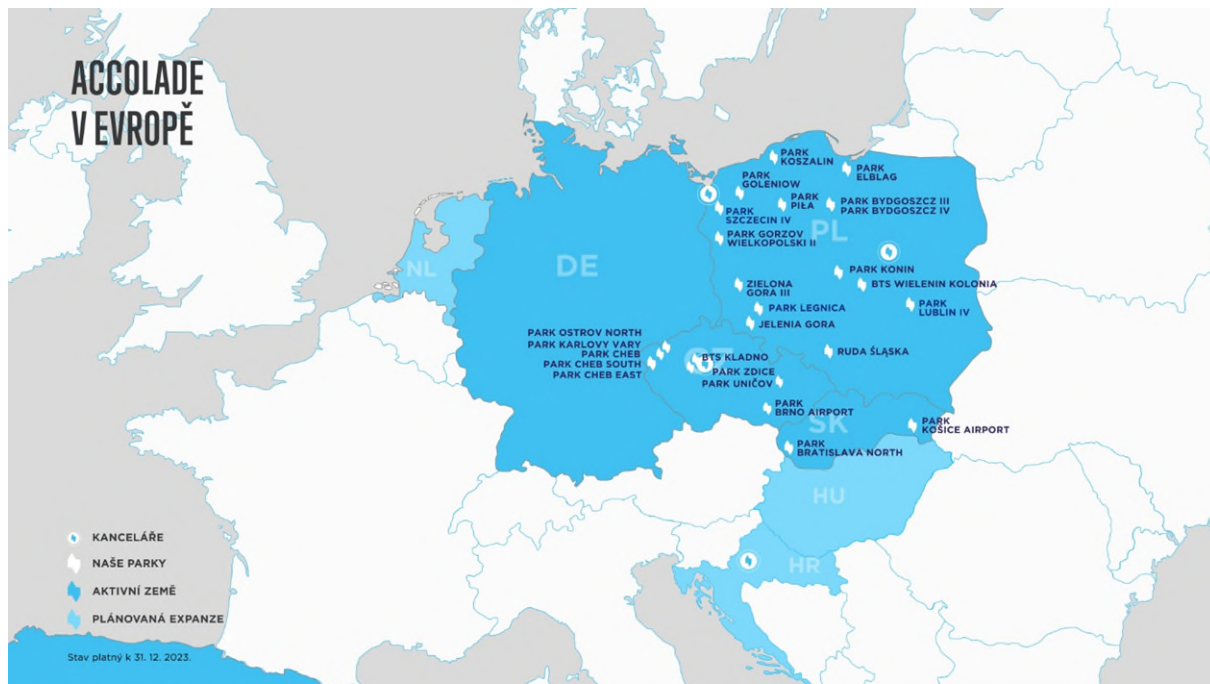 ACCOLADE
V EVROPĚ
PARK
KOSZALIN
PARK
ELBLAG
PARK
GOLENIOW
PARK
PIŁA
PARK BYDGOSZCZ III
PARK BYDGOSZCZ IV
PARK
SZCZECIN IV
PL
PARK GORZOV
WIELKOPOLSKI II
NL
DE
PARK KONIN
ZIELONA
GORA III
BTS WIELENIN KOLONIA
PARK
LUBLIN IV
PARK LEGNICA
JELENIA GORA
PARK OSTROV NORTH
PARK KARLOVY VARY
PARK CHEB
PARK CHEB SOUTH
PARK CHEB EAST
CZ
BTS KLADNO
PARK ZDICE
PARK UNIČOV
RUDA ŚLĄSKA
PARK
BRNO AIRPORT
SK
PARK
KOŠICE AIRPORT
PARK
BRATISLAVA NORTH
HU
HR
KANCELÁŘE
NAŠE PARKY
AKTIVNÍ ZEMĚ
PLÁNOVANÁ EXPANZE
Stav platný k 31. 12. 2023.